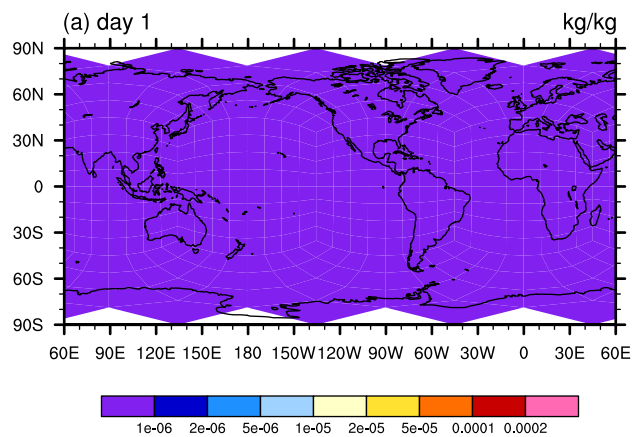 (a) day 1 kg/kg
90N
60N
30N
0
30S
60S
90S
60E 90E 120E 150E 180 150W 120W 90W 60W 30W 0 30E 60E
1e-06 2e-06 5e-06 1e-05 2e-05 5e-05 0.0001 0.0002